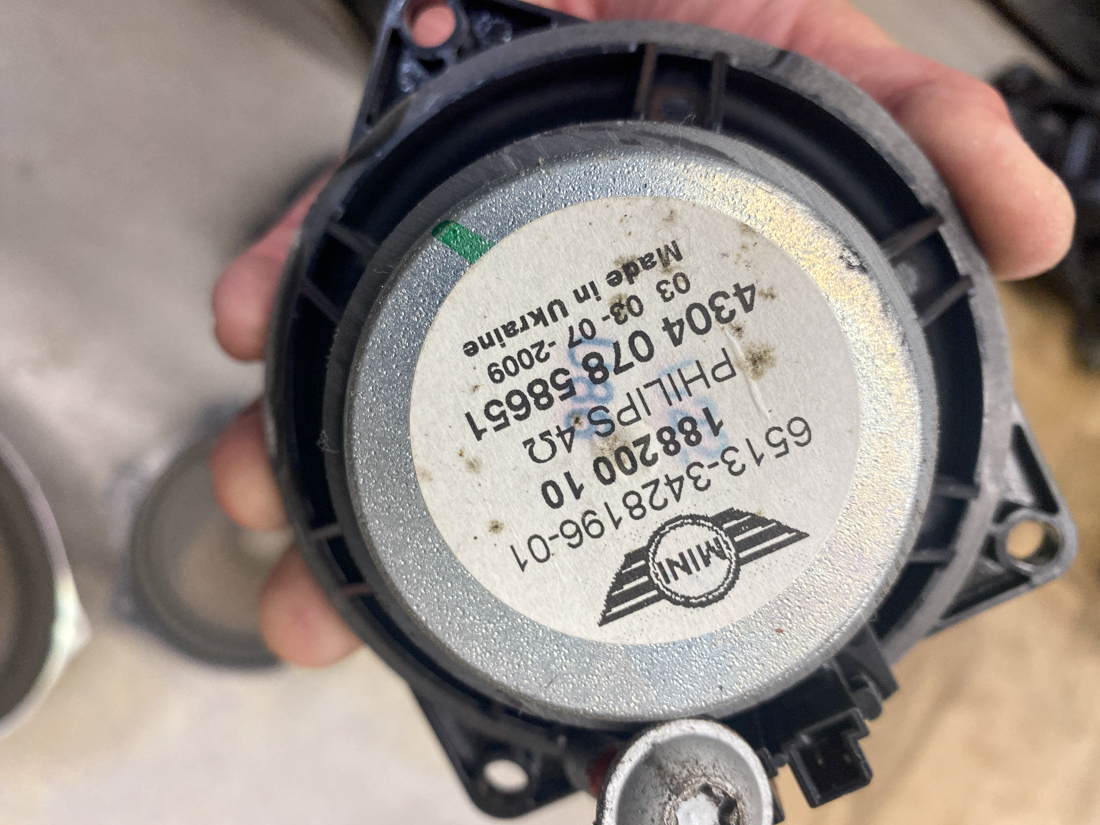 MINI
6513-3428196-01
188200 10
PHILIPS 4Ω
4304 078 58651
03 03-07-2009
Made in Ukraine